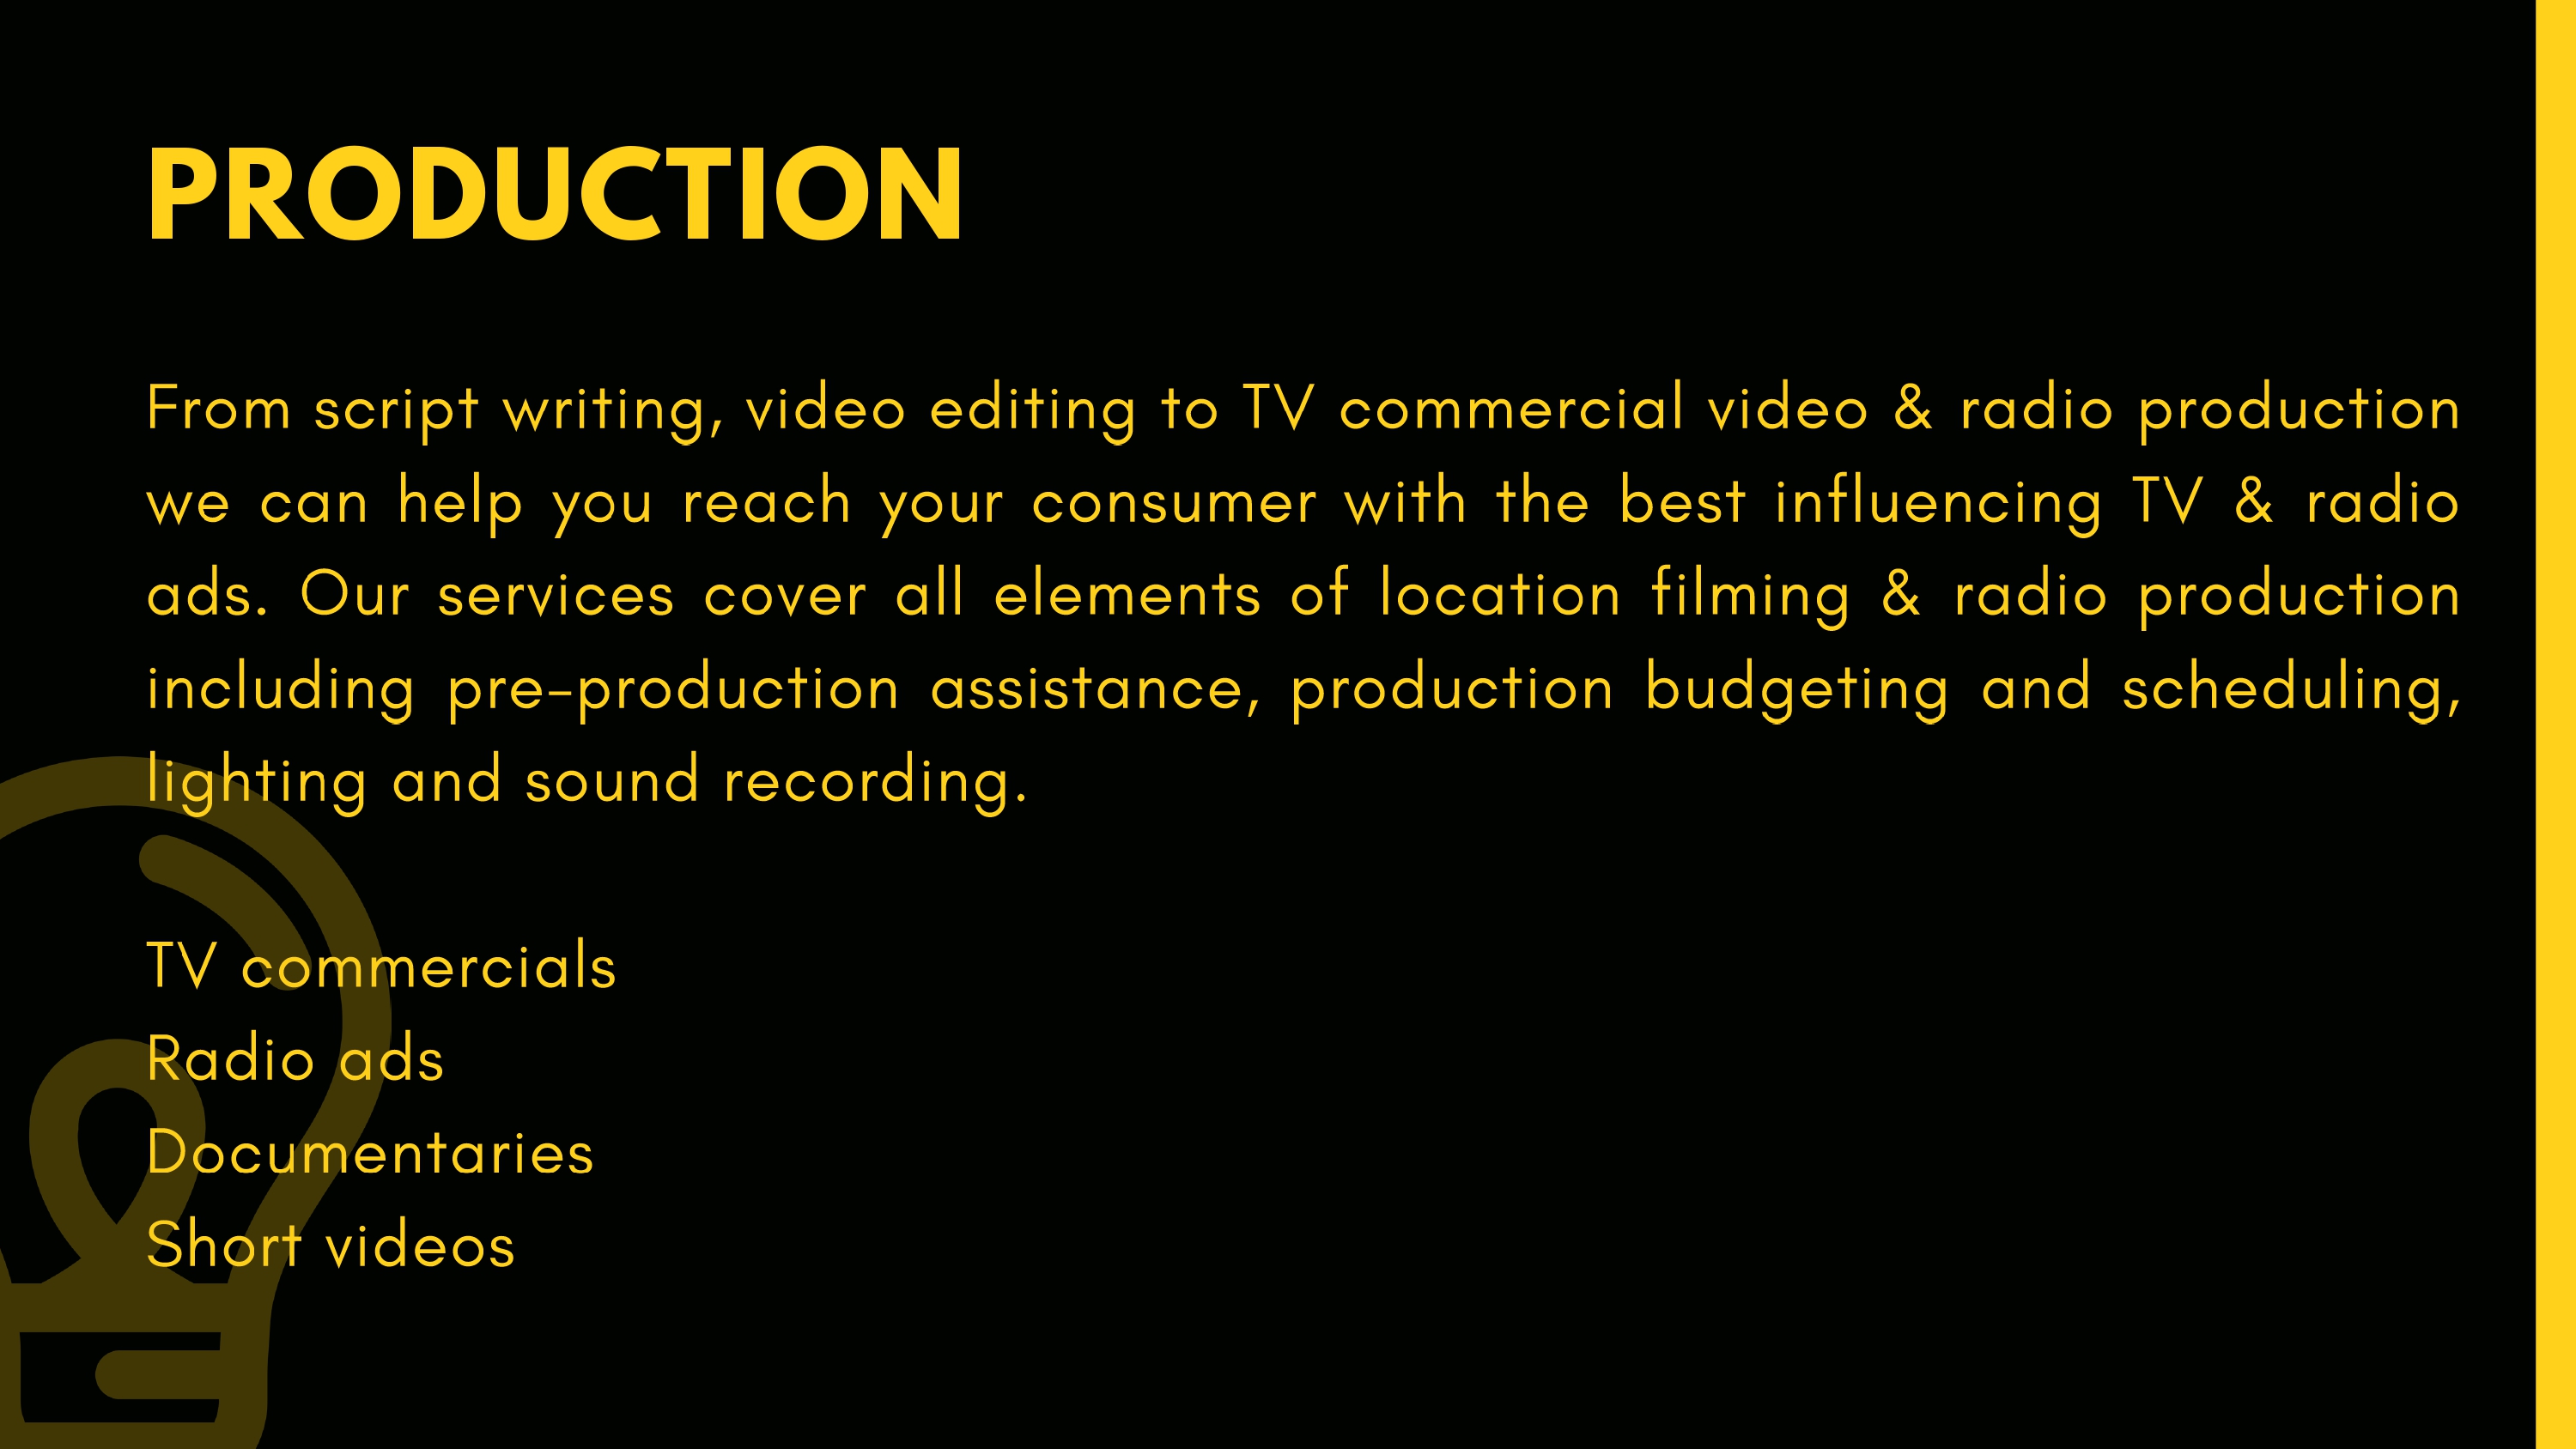 PRODUCTION
From script writing, video editing to TV commercial video & radio production
we can help you reach your consumer with the best influencing TV & radio
ads. Our services cover all elements of location filming & radio production
including pre-production assistance, production budgeting and scheduling,
lighting and sound recording.
TV commercials
Radio ads
Documentaries
Short videos